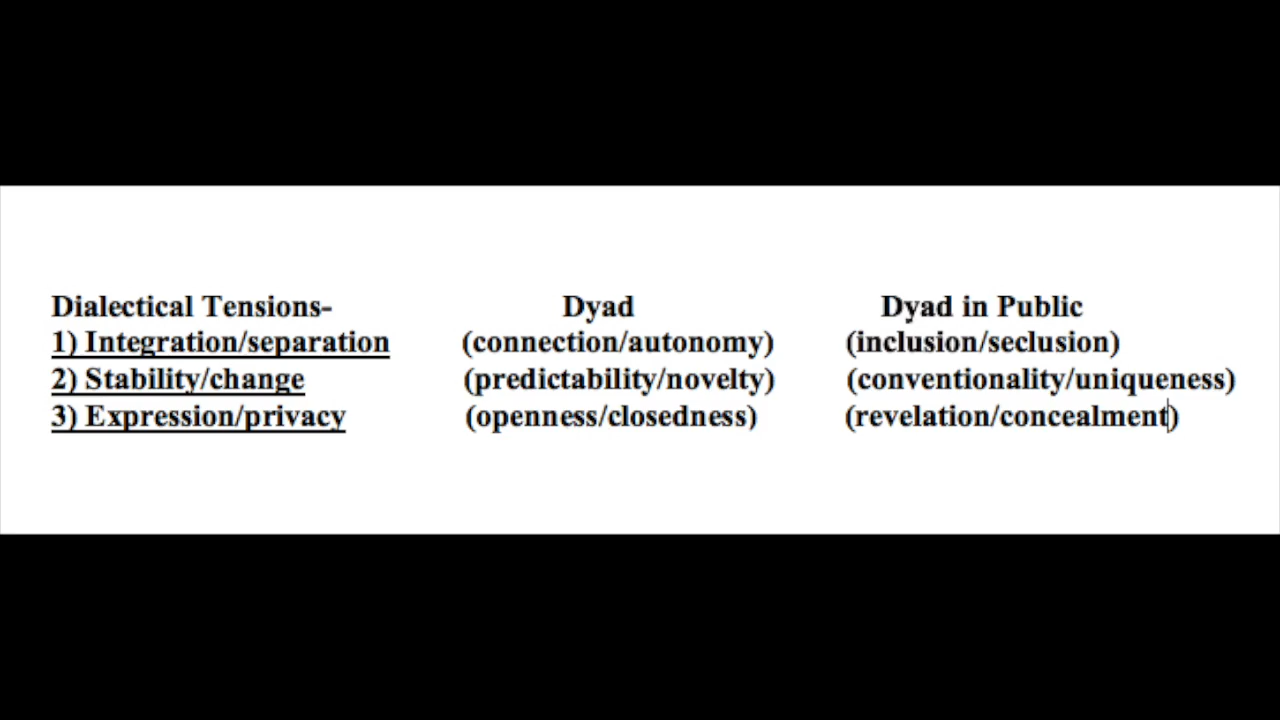 Dialectical Tensions- Dyad Dyad in Public
1) Integration/separation (connection/autonomy) (inclusion/seclusion)
2) Stability/change (predictability/novelty) (conventionality/uniqueness)
3) Expression/privacy (openness/closedness) (revelation/concealment)